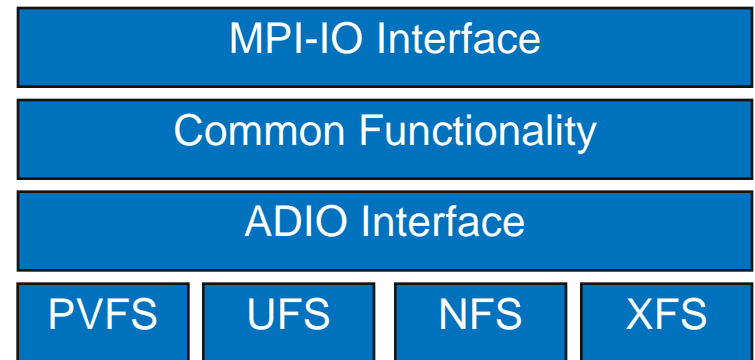 MPI-IO Interface
Common Functionality
ADIO Interface
PVFS UFS NFS XFS